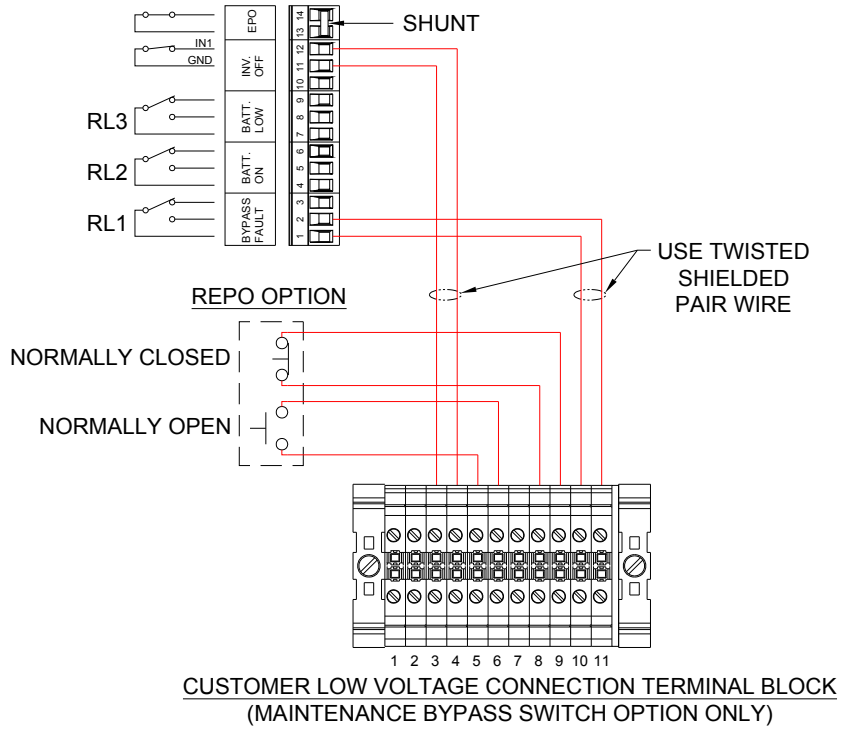 EPO
14
13
SHUNT
IN1
GND
INV.
OFF
12
11
10
RL3
BATT.
LOW
9
8
7
RL2
BATT.
ON
6
5
4
RL1
BYPASS
FAULT
3
2
1
USE TWISTED
SHIELDED
PAIR WIRE
REPO OPTION
NORMALLY CLOSED
NORMALLY OPEN
1 2 3 4 5 6 7 8 9 10 11
CUSTOMER LOW VOLTAGE CONNECTION TERMINAL BLOCK
(MAINTENANCE BYPASS SWITCH OPTION ONLY)